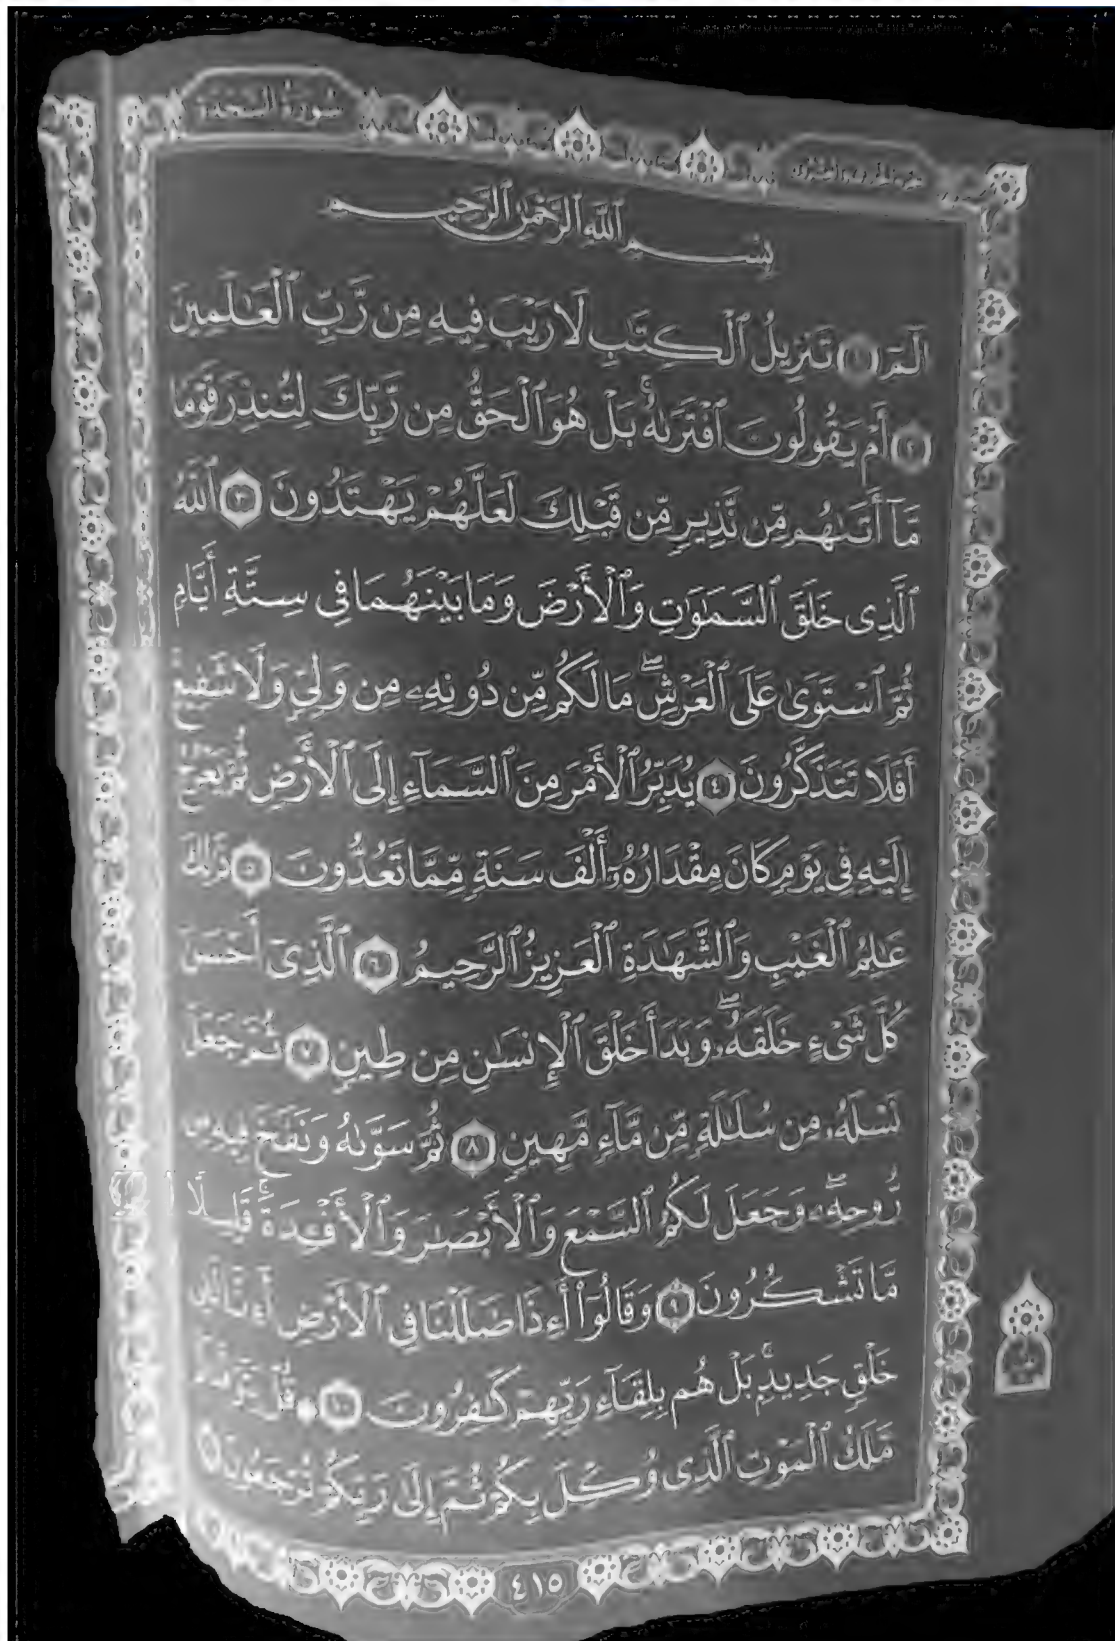 سُورَةُ السَّجْدَةِ
بِسْمِ ٱللَّهِ ٱلرَّحْمَٰنِ ٱلرَّحِيمِ
الٓمٓ ١ تَنزِيلُ ٱلْكِتَٰبِ لَا رَيْبَ فِيهِ مِن رَّبِّ ٱلْعَٰلَمِينَ
٢ أَمْ يَقُولُونَ ٱفْتَرَىٰهُ ۚ بَلْ هُوَ ٱلْحَقُّ مِن رَّبِّكَ لِتُنذِرَ قَوْمًا
مَّآ أَتَىٰهُم مِّن نَّذِيرٍ مِّن قَبْلِكَ لَعَلَّهُمْ يَهْتَدُونَ ٣ ٱللَّهُ
ٱلَّذِى خَلَقَ ٱلسَّمَٰوَٰتِ وَٱلْأَرْضَ وَمَا بَيْنَهُمَا فِى سِتَّةِ أَيَّامٍ
ثُمَّ ٱسْتَوَىٰ عَلَى ٱلْعَرْشِ ۖ مَا لَكُم مِّن دُونِهِۦ مِن وَلِىٍّ وَلَا شَفِيعٍ ۚ
أَفَلَا تَتَذَكَّرُونَ ٤ يُدَبِّرُ ٱلْأَمْرَ مِنَ ٱلسَّمَآءِ إِلَى ٱلْأَرْضِ ثُمَّ يَعْرُجُ
إِلَيْهِ فِى يَوْمٍ كَانَ مِقْدَارُهُۥٓ أَلْفَ سَنَةٍ مِّمَّا تَعُدُّونَ ٥ ذَٰلِكَ
عَٰلِمُ ٱلْغَيْبِ وَٱلشَّهَٰدَةِ ٱلْعَزِيزُ ٱلرَّحِيمُ ٦ ٱلَّذِىٓ أَحْسَنَ
كُلَّ شَىْءٍ خَلَقَهُۥ ۖ وَبَدَأَ خَلْقَ ٱلْإِنسَٰنِ مِن طِينٍ ٧ ثُمَّ جَعَلَ
نَسْلَهُۥ مِن سُلَٰلَةٍ مِّن مَّآءٍ مَّهِينٍ ٨ ثُمَّ سَوَّىٰهُ وَنَفَخَ فِيهِ مِن
رُّوحِهِۦ ۖ وَجَعَلَ لَكُمُ ٱلسَّمْعَ وَٱلْأَبْصَٰرَ وَٱلْأَفْـِٔدَةَ ۚ قَلِيلًا
مَّا تَشْكُرُونَ ٩ وَقَالُوٓا۟ أَءِذَا ضَلَلْنَا فِى ٱلْأَرْضِ أَءِنَّا لَفِى
خَلْقٍ جَدِيدٍۭ ۚ بَلْ هُم بِلِقَآءِ رَبِّهِمْ كَٰفِرُونَ ١٠ ۞ قُلْ يَتَوَفَّىٰكُم
مَّلَكُ ٱلْمَوْتِ ٱلَّذِى وُكِّلَ بِكُمْ ثُمَّ إِلَىٰ رَبِّكُمْ تُرْجَعُونَ ١١
٤١٥